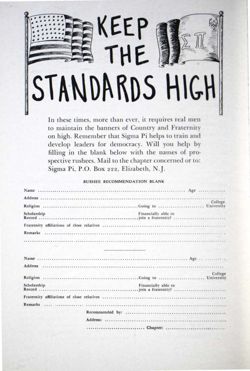 KEEP
THE
ΣΠ
STANDARDS HIGH
In these times, more than ever, it requires real men
to maintain the banners of Country and Fraternity
on high. Remember that Sigma Pi helps to train and
develop leaders for democracy. Will you help by
filling in the blank below with the names of pro-
spective rushees. Mail to the chapter concerned or to:
Sigma Pi, P.O. Box 222, Elizabeth, N.J.
RUSHEE RECOMMENDATION BLANK
Name Age
Address
College
Religion Going to University
Scholarship Financially able to
Record join a fraternity?
Fraternity affiliations of close relatives
Remarks
Name Age
Address
College
Religion Going to University
Scholarship Financially able to
Record join a fraternity?
Fraternity affiliations of close relatives
Remarks
Recommended by:
Address:
Chapter: